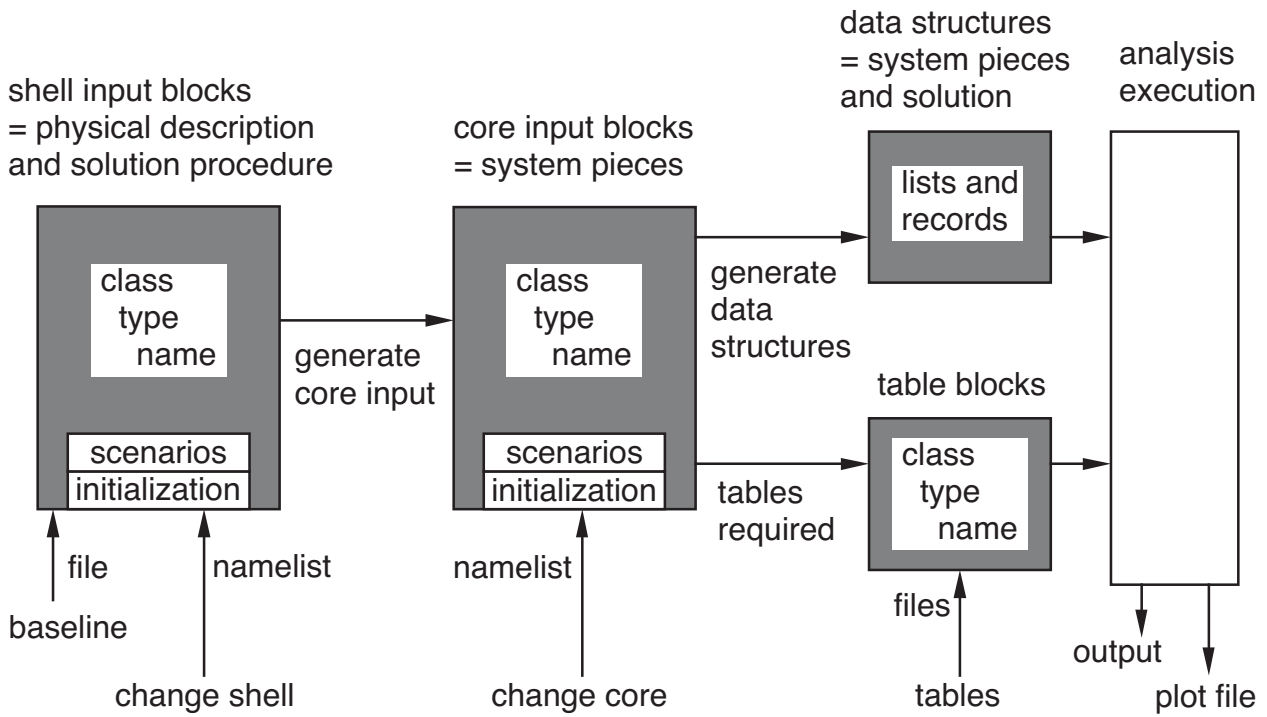 shell input blocks
= physical description
and solution procedure
class
type
name
scenarios
initialization
file
baseline
namelist
change shell
generate
core input
core input blocks
= system pieces
class
type
name
scenarios
initialization
namelist
change core
generate
data
structures
tables
required
data structures
= system pieces
and solution
lists and
records
table blocks
class
type
name
files
tables
analysis
execution
output
plot file